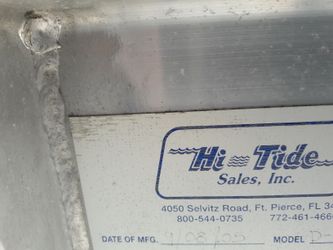 Hi Tide
Sales, Inc.
4050 Selvitz Road, Ft. Pierce, FL 34
800-544-0735 772-461-466
DATE OF MFG. MODEL